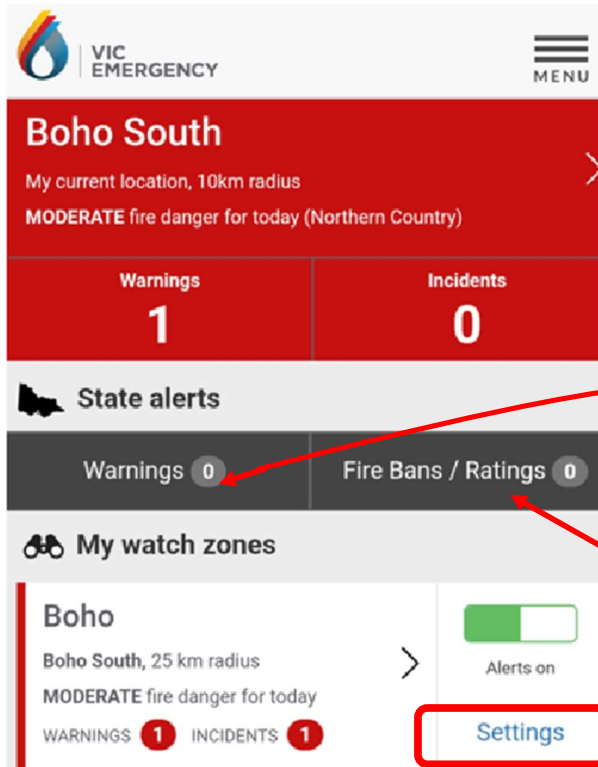 VIC
EMERGENCY
MENU
Boho South
My current location, 10km radius
MODERATE fire danger for today (Northern Country)
Warnings
Incidents
1
0
State alerts
Warnings 0
Fire Bans / Ratings 0
My watch zones
Boho
Boho South, 25 km radius
MODERATE fire danger for today
WARNINGS 1 INCIDENTS 1
Alerts on
Settings